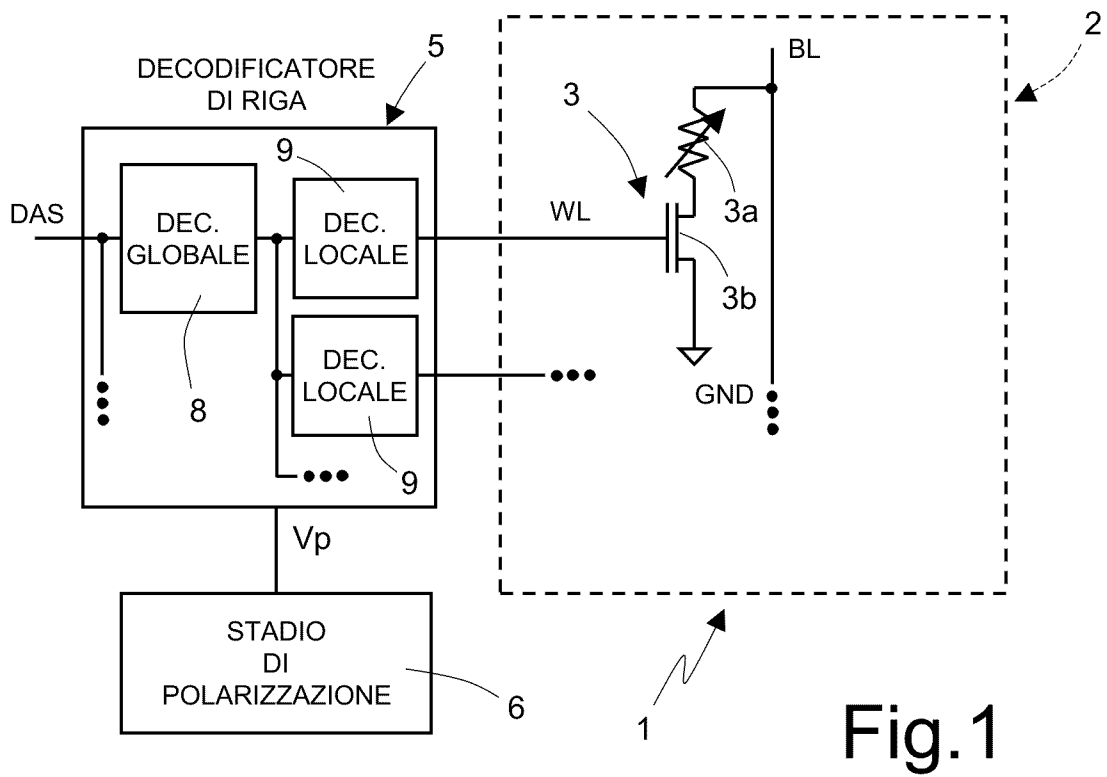 2
BL
5
DECODIFICATORE
DI RIGA
3
9
DAS
DEC.
GLOBALE
DEC.
LOCALE
WL
3a
3b
8
DEC.
LOCALE
9
GND
Vp
STADIO
DI
POLARIZZAZIONE
6
1
Fig.1